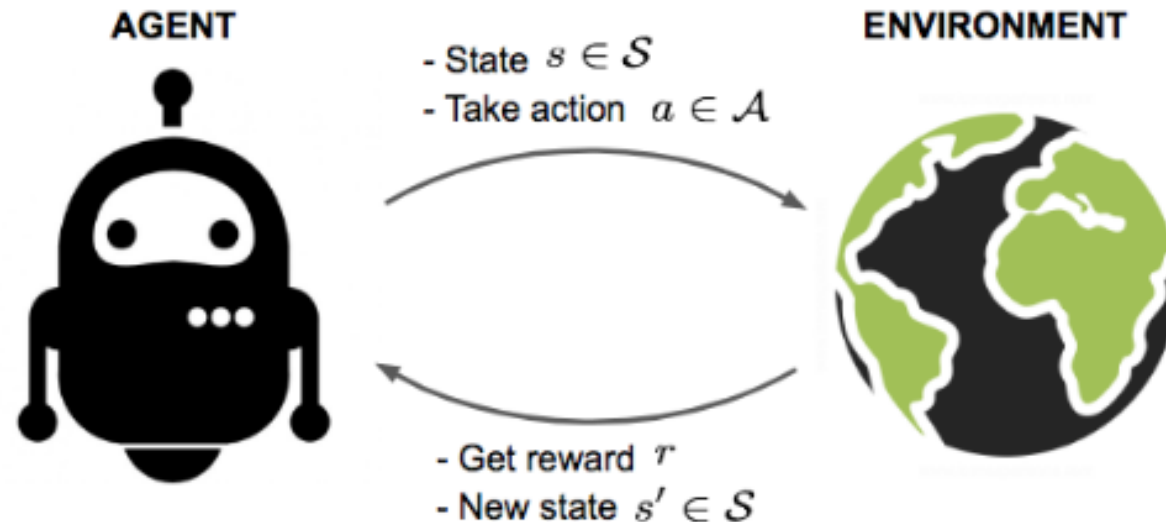 AGENT
ENVIRONMENT
- State s ∈ 𝒮
- Take action a ∈ 𝒜
- Get reward r
- New state s′ ∈ 𝒮